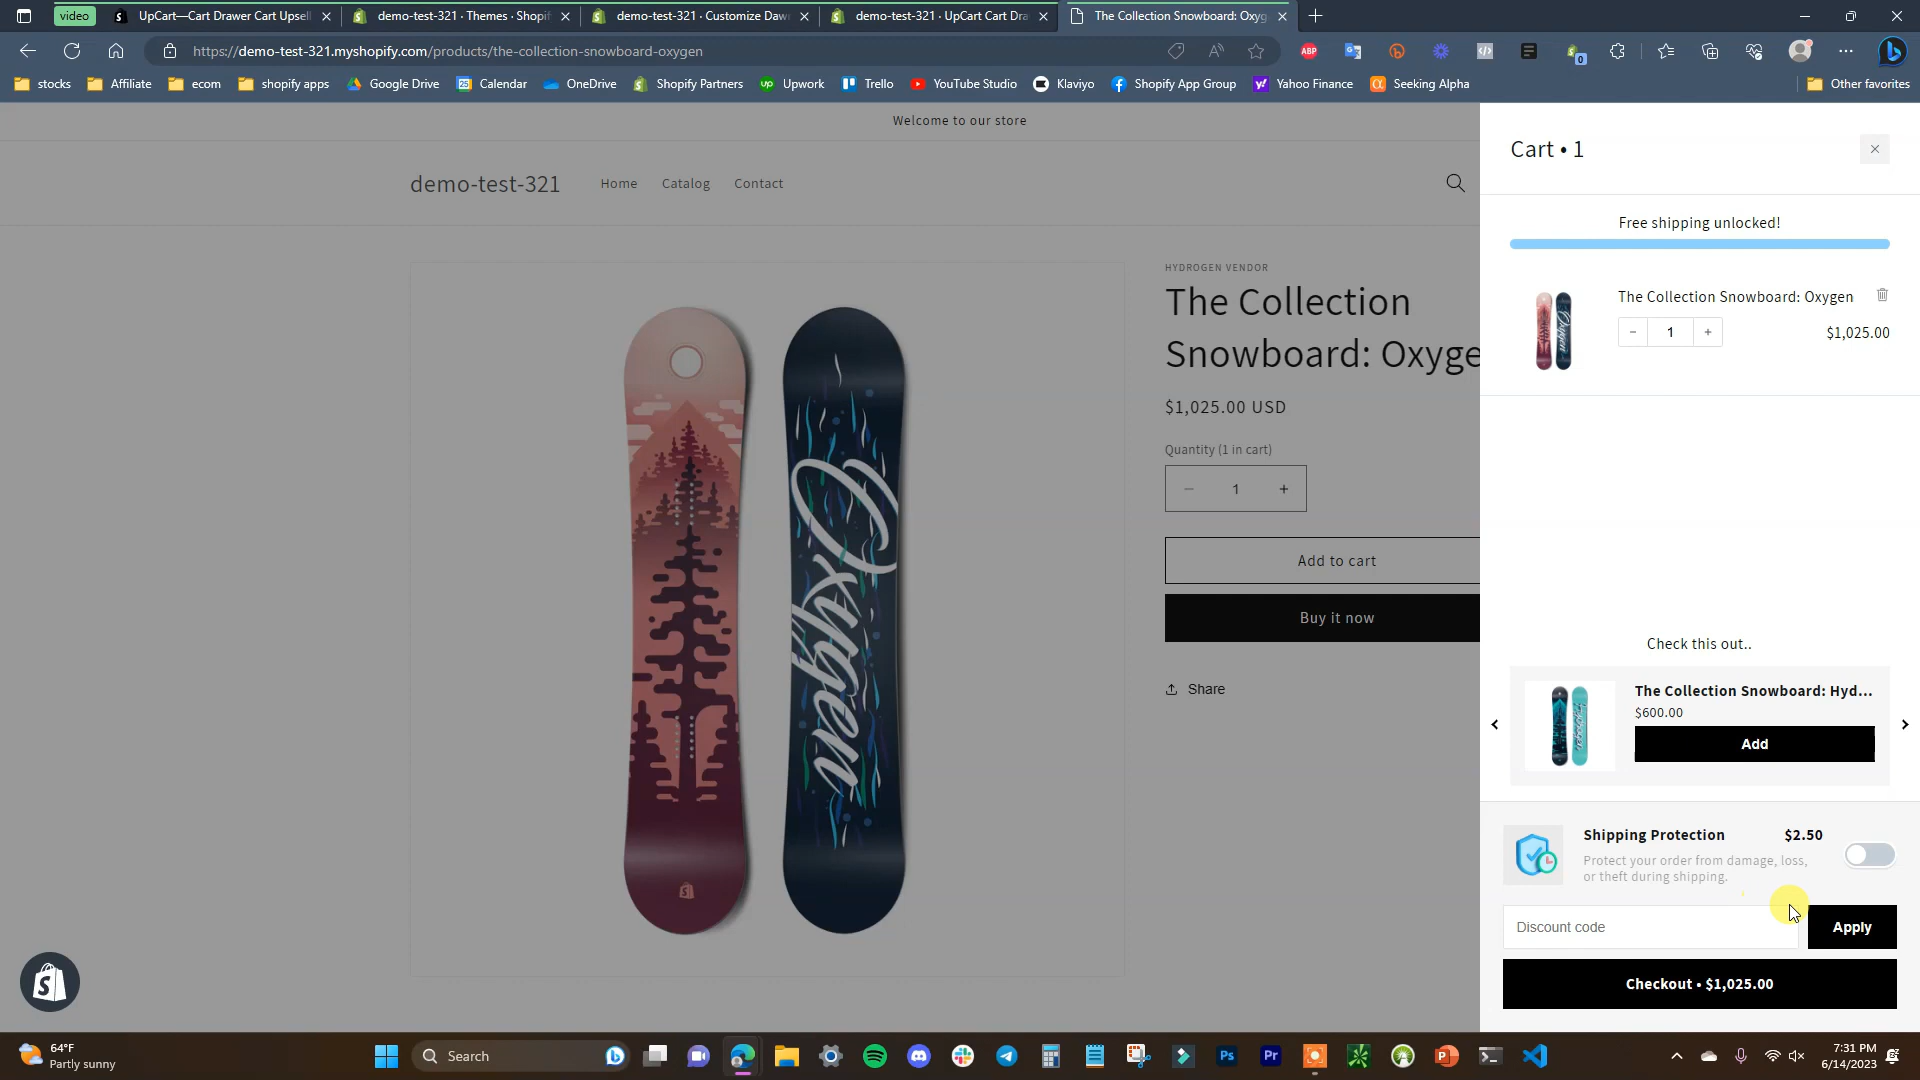 video
UpCart—Cart Drawer Cart Upsell
demo-test-321 · Themes · Shopif
demo-test-321 · Customize Daw
demo-test-321 · UpCart Cart Dra
The Collection Snowboard: Oxyg
https://demo-test-321.myshopify.com/products/the-collection-snowboard-oxygen
ABP
0
stocks
Affiliate
ecom
shopify apps
Google Drive
Calendar
OneDrive
Shopify Partners
Upwork
Trello
YouTube Studio
Klaviyo
Shopify App Group
Yahoo Finance
Seeking Alpha
Other favorites
Welcome to our store
demo-test-321
Home
Catalog
Contact
Oxygen
HYDROGEN VENDOR
The Collection
Snowboard: Oxyge
$1,025.00 USD
Quantity (1 in cart)
1
Add to cart
Buy it now
Share
Cart • 1
Free shipping unlocked!
The Collection Snowboard: Oxygen
1
$1,025.00
Check this out..
The Collection Snowboard: Hyd...
$600.00
Add
Shipping Protection $2.50
Protect your order from damage, loss,
or theft during shipping.
Discount code
Apply
Checkout • $1,025.00
64°F
Partly sunny
Search
Ps
Pr
7:31 PM
6/14/2023